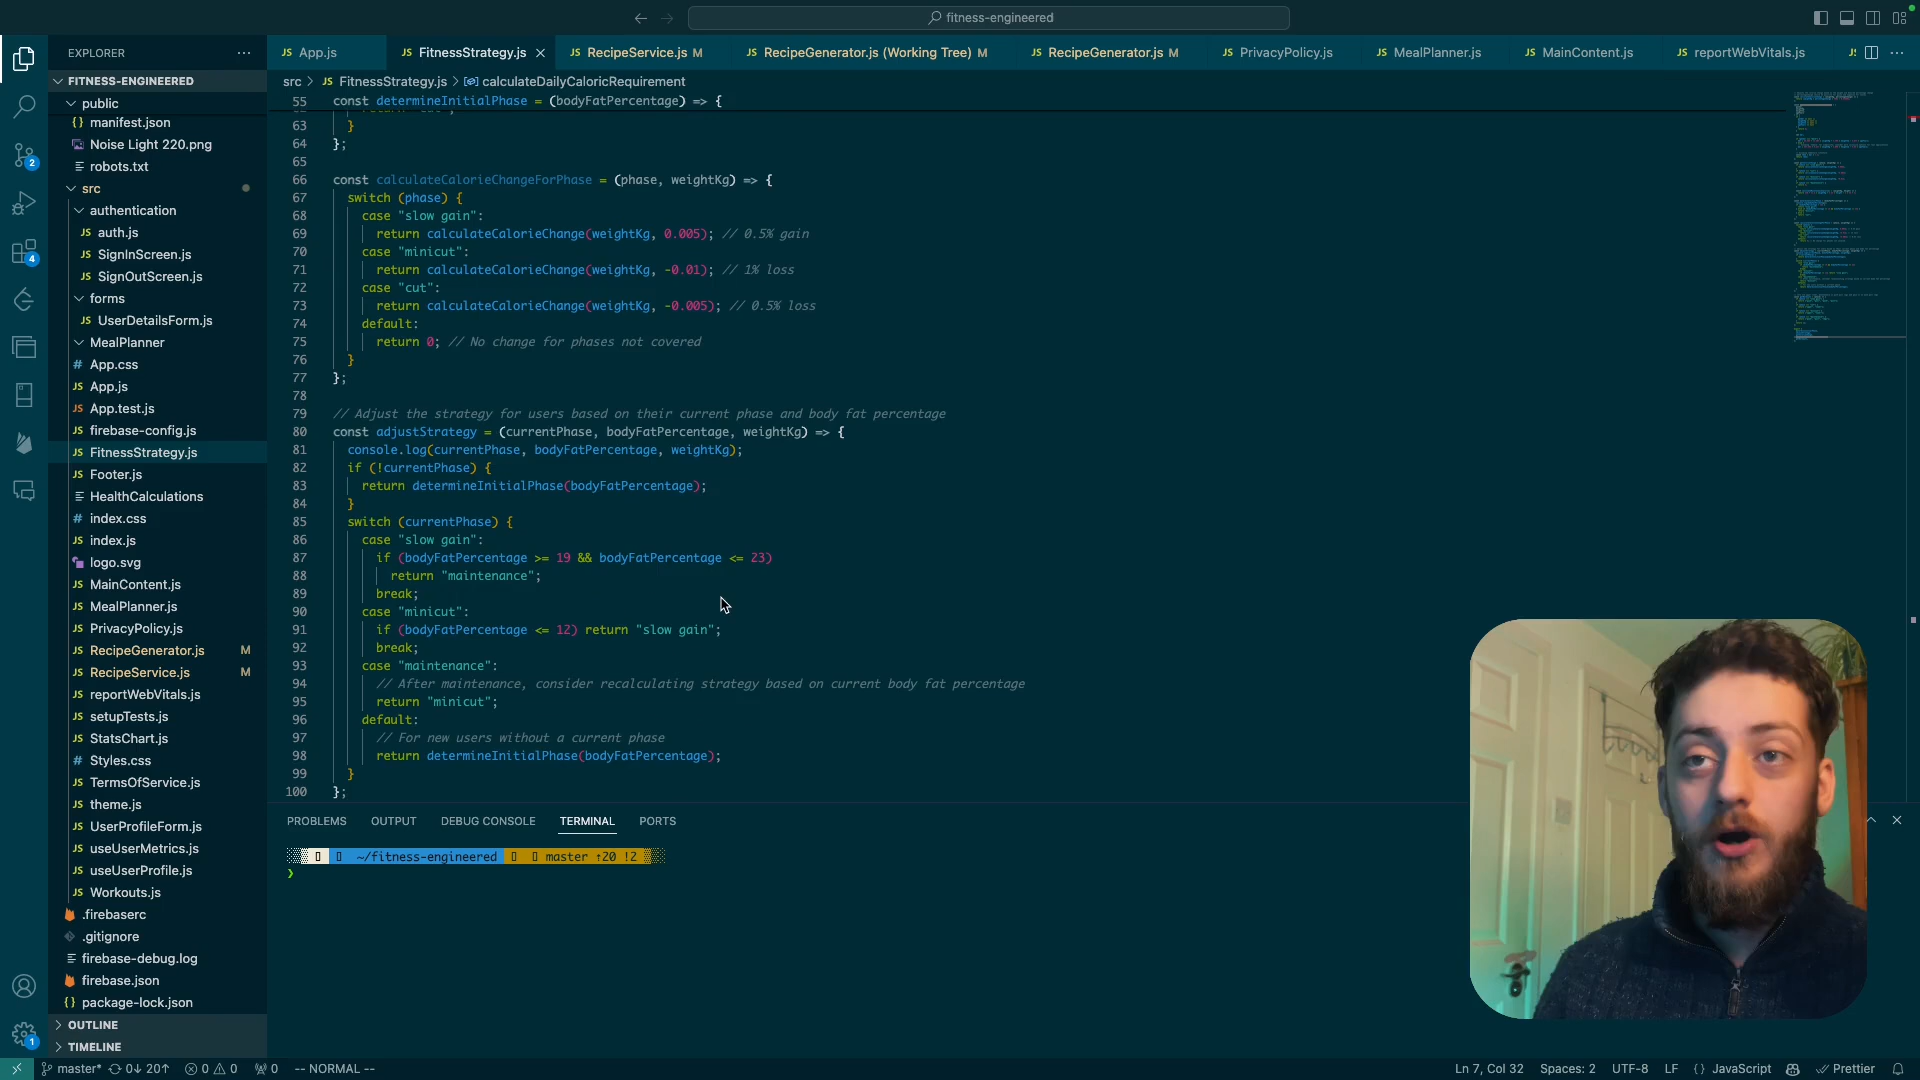 fitness-engineered
EXPLORER
App.js
FitnessStrategy.js
RecipeService.js M
RecipeGenerator.js (Working Tree) M
RecipeGenerator.js M
PrivacyPolicy.js
MealPlanner.js
MainContent.js
reportWebVitals.js
src > FitnessStrategy.js > calculateDailyCaloricRequirement
FITNESS-ENGINEERED
public
manifest.json
Noise Light 220.png
robots.txt
src
authentication
auth.js
SignInScreen.js
SignOutScreen.js
forms
UserDetailsForm.js
MealPlanner
App.css
App.js
App.test.js
firebase-config.js
FitnessStrategy.js
Footer.js
HealthCalculations
index.css
index.js
logo.svg
MainContent.js
MealPlanner.js
PrivacyPolicy.js
RecipeGenerator.js M
RecipeService.js M
reportWebVitals.js
setupTests.js
StatsChart.js
Styles.css
TermsOfService.js
theme.js
UserProfileForm.js
useUserMetrics.js
useUserProfile.js
Workouts.js
.firebaserc
.gitignore
firebase-debug.log
firebase.json
package-lock.json
OUTLINE
TIMELINE
55 const determineInitialPhase = (bodyFatPercentage) => {
63 }
64 };
65
66 const calculateCalorieChangeForPhase = (phase, weightKg) => {
67 switch (phase) {
68 case "slow gain":
69 return calculateCalorieChange(weightKg, 0.005); // 0.5% gain
70 case "minicut":
71 return calculateCalorieChange(weightKg, -0.01); // 1% loss
72 case "cut":
73 return calculateCalorieChange(weightKg, -0.005); // 0.5% loss
74 default:
75 return 0; // No change for phases not covered
76 }
77 };
78
79 // Adjust the strategy for users based on their current phase and body fat percentage
80 const adjustStrategy = (currentPhase, bodyFatPercentage, weightKg) => {
81 console.log(currentPhase, bodyFatPercentage, weightKg);
82 if (!currentPhase) {
83 return determineInitialPhase(bodyFatPercentage);
84 }
85 switch (currentPhase) {
86 case "slow gain":
87 if (bodyFatPercentage >= 19 && bodyFatPercentage <= 23)
88 return "maintenance";
89 break;
90 case "minicut":
91 if (bodyFatPercentage <= 12) return "slow gain";
92 break;
93 case "maintenance":
94 // After maintenance, consider recalculating strategy based on current body fat percentage
95 return "minicut";
96 default:
97 // For new users without a current phase
98 return determineInitialPhase(bodyFatPercentage);
99 }
100 };
PROBLEMS OUTPUT DEBUG CONSOLE TERMINAL PORTS
~/fitness-engineered master ⇡20 !2
❯
master* 0↓ 20↑ 0 0 0 -- NORMAL --
Ln 7, Col 32 Spaces: 2 UTF-8 LF {} JavaScript Prettier